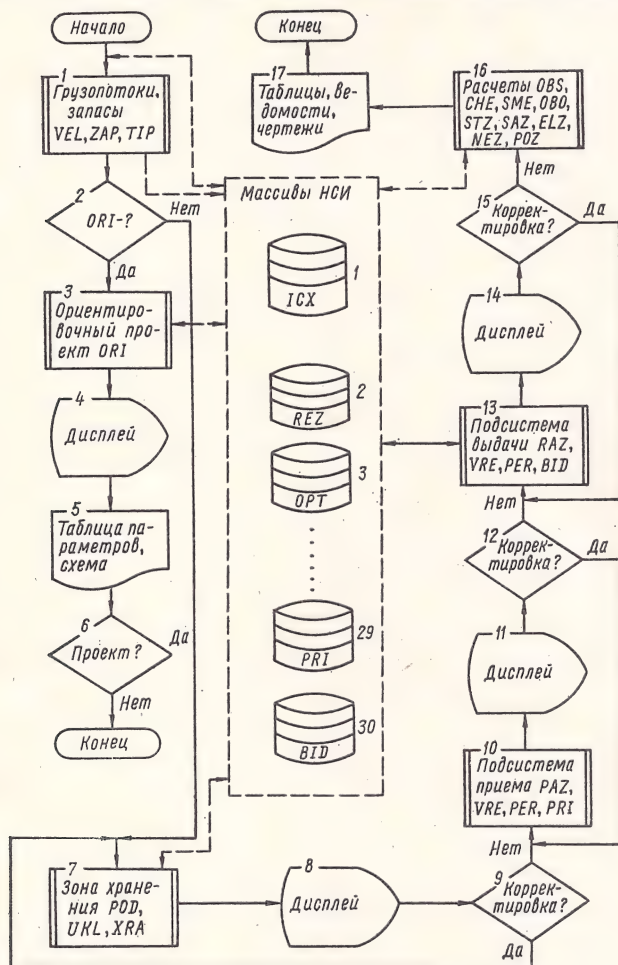 Начало
1
Грузопотоки,
запасы
VEL, ZAP, TIP
2
ORI-?
Нет
Да
3
Ориентиро-
вочный про-
ект ORI
4
Дисплей
5
Таблица па-
раметров,
схема
6
Проект?
Да
Нет
Конец
7
Зона хране-
ния POD,
UKL, XRA
8
Дисплей
9
Коррек-
тировка?
Да
Нет
10
Подсистема
приема PAZ,
VRE, PER, PRI
11
Дисплей
12
Коррек-
тировка?
Да
Нет
13
Подсистема
выдачи RAZ,
VRE, PER, BID
14
Дисплей
15
Коррек-
тировка?
Да
Нет
16
Расчеты OBS,
CHE, SME, OBO,
STZ, SAZ, ELZ,
NEZ, POZ
17
Таблицы, ве-
домости,
чертежи
Конец
Массивы НСИ
1
ICX
2
REZ
3
OPT
29
PRI
30
BID